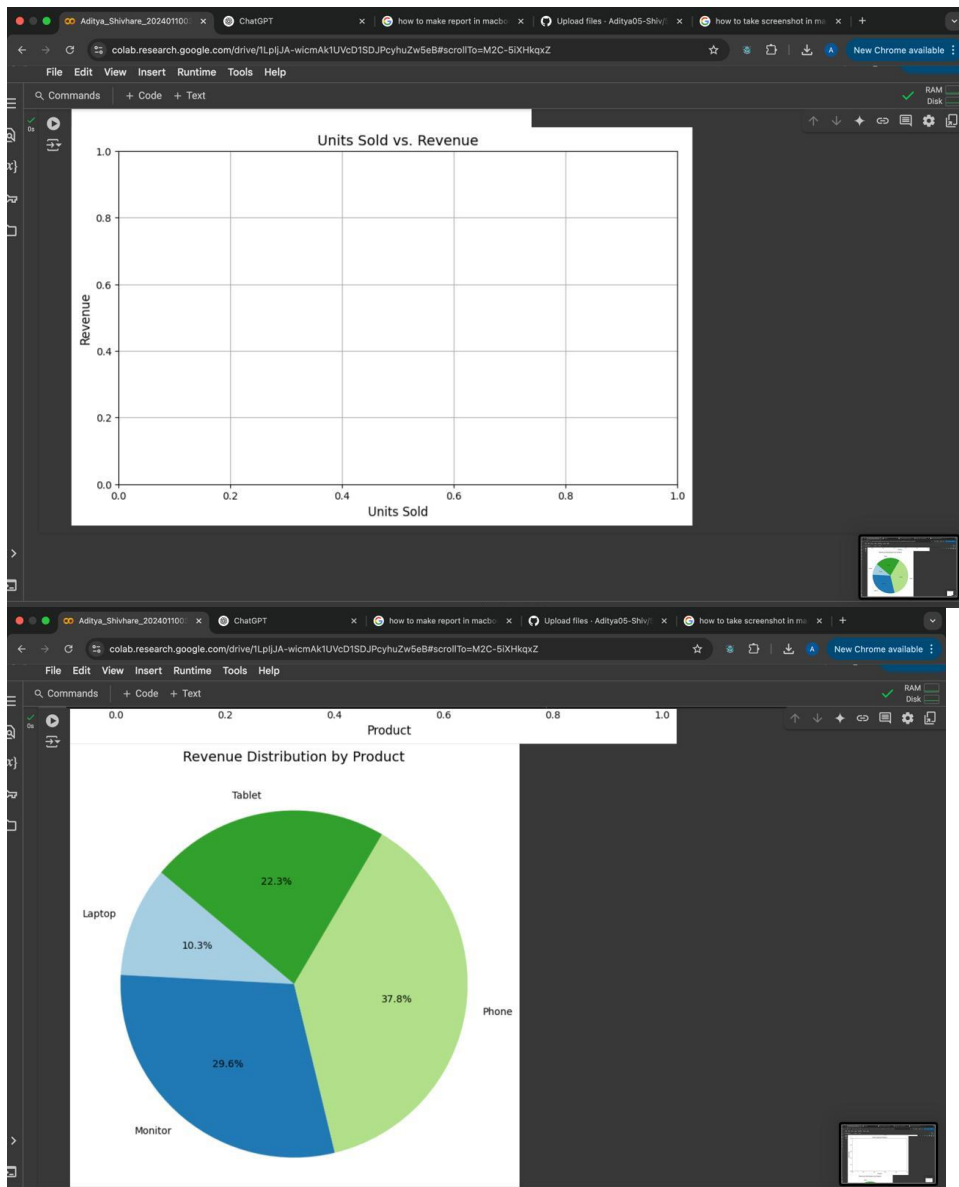 Aditya_Shivhare_202401100
ChatGPT
how to make report in macbo
Upload files - Aditya05-Shiv/
how to take screenshot in ma
colab.research.google.com/drive/1LpljJA-wicmAk1UVcD1SDJPcyhuZw5eB#scrollTo=M2C-5iXHkqxZ
A
New Chrome available
File Edit View Insert Runtime Tools Help
Commands + Code + Text
RAM
Disk
0s
Units Sold vs. Revenue
1.0
0.8
0.6
0.4
0.2
0.0
Revenue
0.0 0.2 0.4 0.6 0.8 1.0
Units Sold
Aditya_Shivhare_202401100
ChatGPT
how to make report in macbo
Upload files - Aditya05-Shiv/
how to take screenshot in ma
colab.research.google.com/drive/1LpljJA-wicmAk1UVcD1SDJPcyhuZw5eB#scrollTo=M2C-5iXHkqxZ
A
New Chrome available
File Edit View Insert Runtime Tools Help
Commands + Code + Text
RAM
Disk
0s
0.0 0.2 0.4 0.6 0.8 1.0
Product
Revenue Distribution by Product
Tablet
22.3%
Laptop
10.3%
37.8%
Phone
29.6%
Monitor